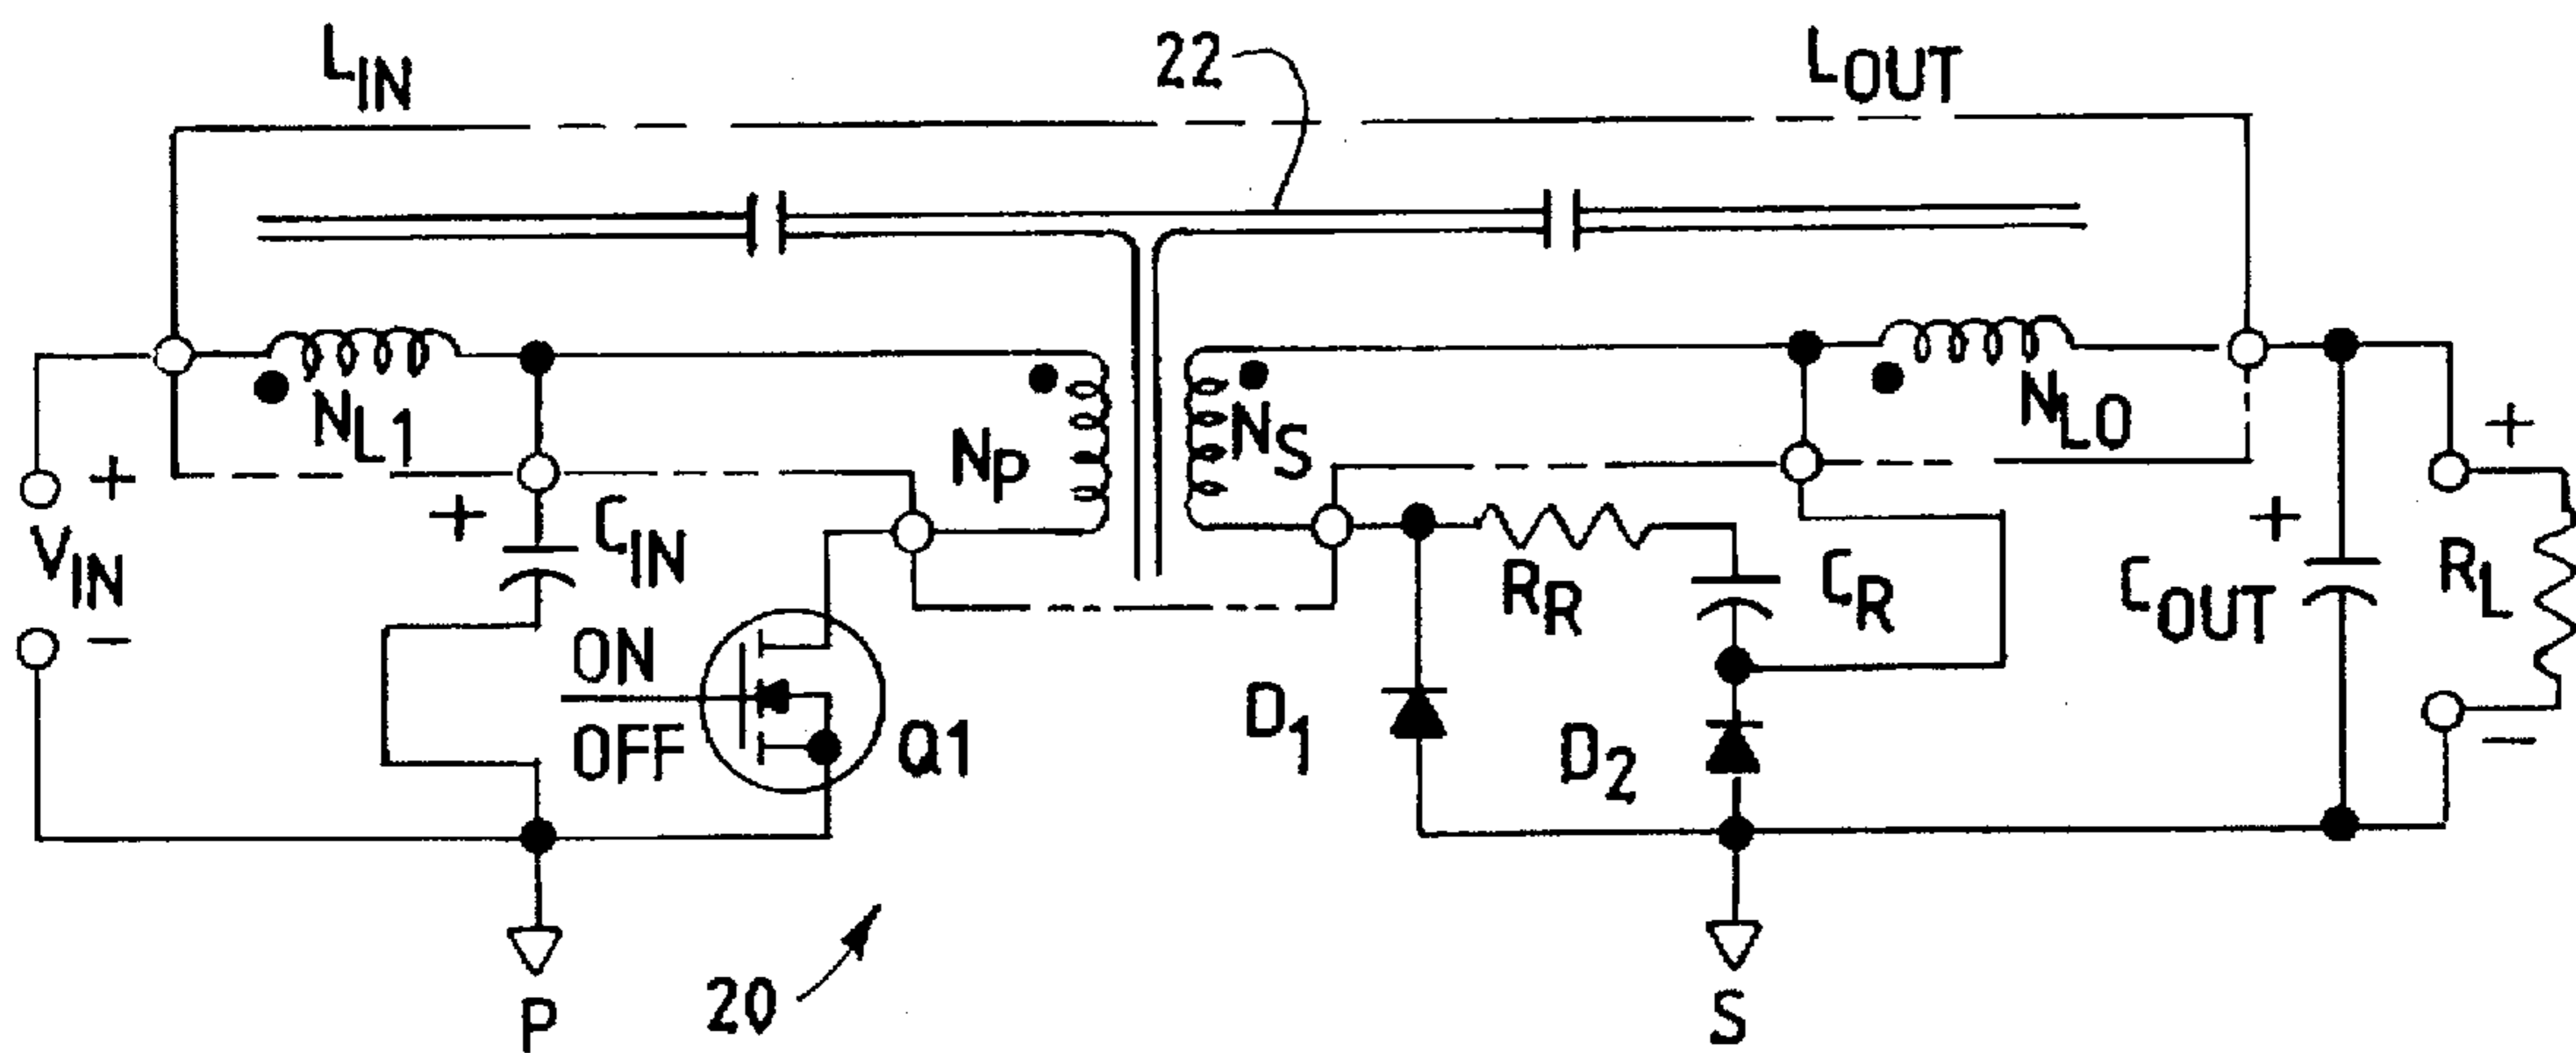 LIN
22
LOUT
NL1
NP
NS
NLO
+
VIN
-
+
CIN
ON
OFF
Q1
RR
CR
D1
D2
+
COUT
+
RL
-
20
P
S